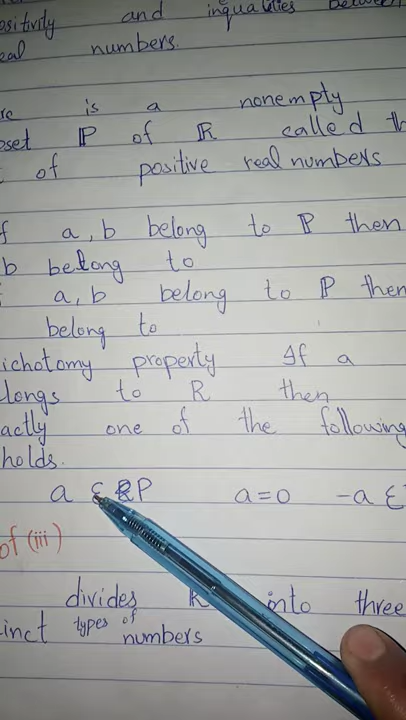 ositivity and inqualities between
eal numbers.
re is a nonempty
bset ℙ of ℝ called th
t of positive real numbers
f a, b belong to ℙ then
b belong to
a, b belong to ℙ then
belong to
ichotomy property If a
longs to R then
actly one of the following
holds.
a ε P a=0 -a ε
of (iii)
divides R into three
inct types of numbers